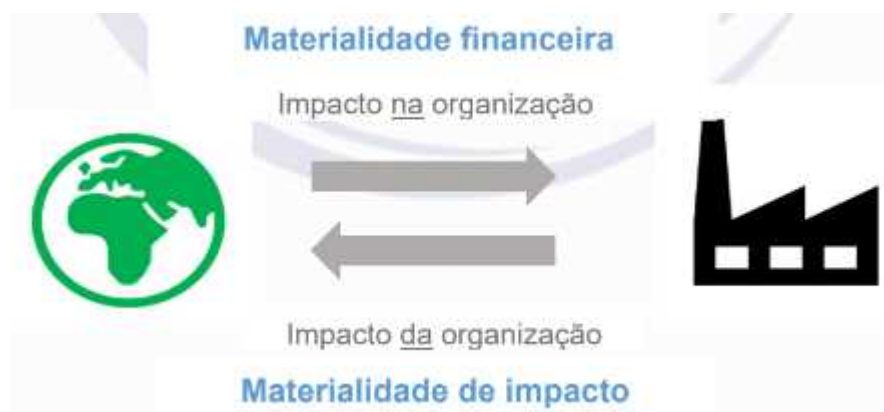 Materialidade financeira
Impacto na organização
Impacto da organização
Materialidade de impacto